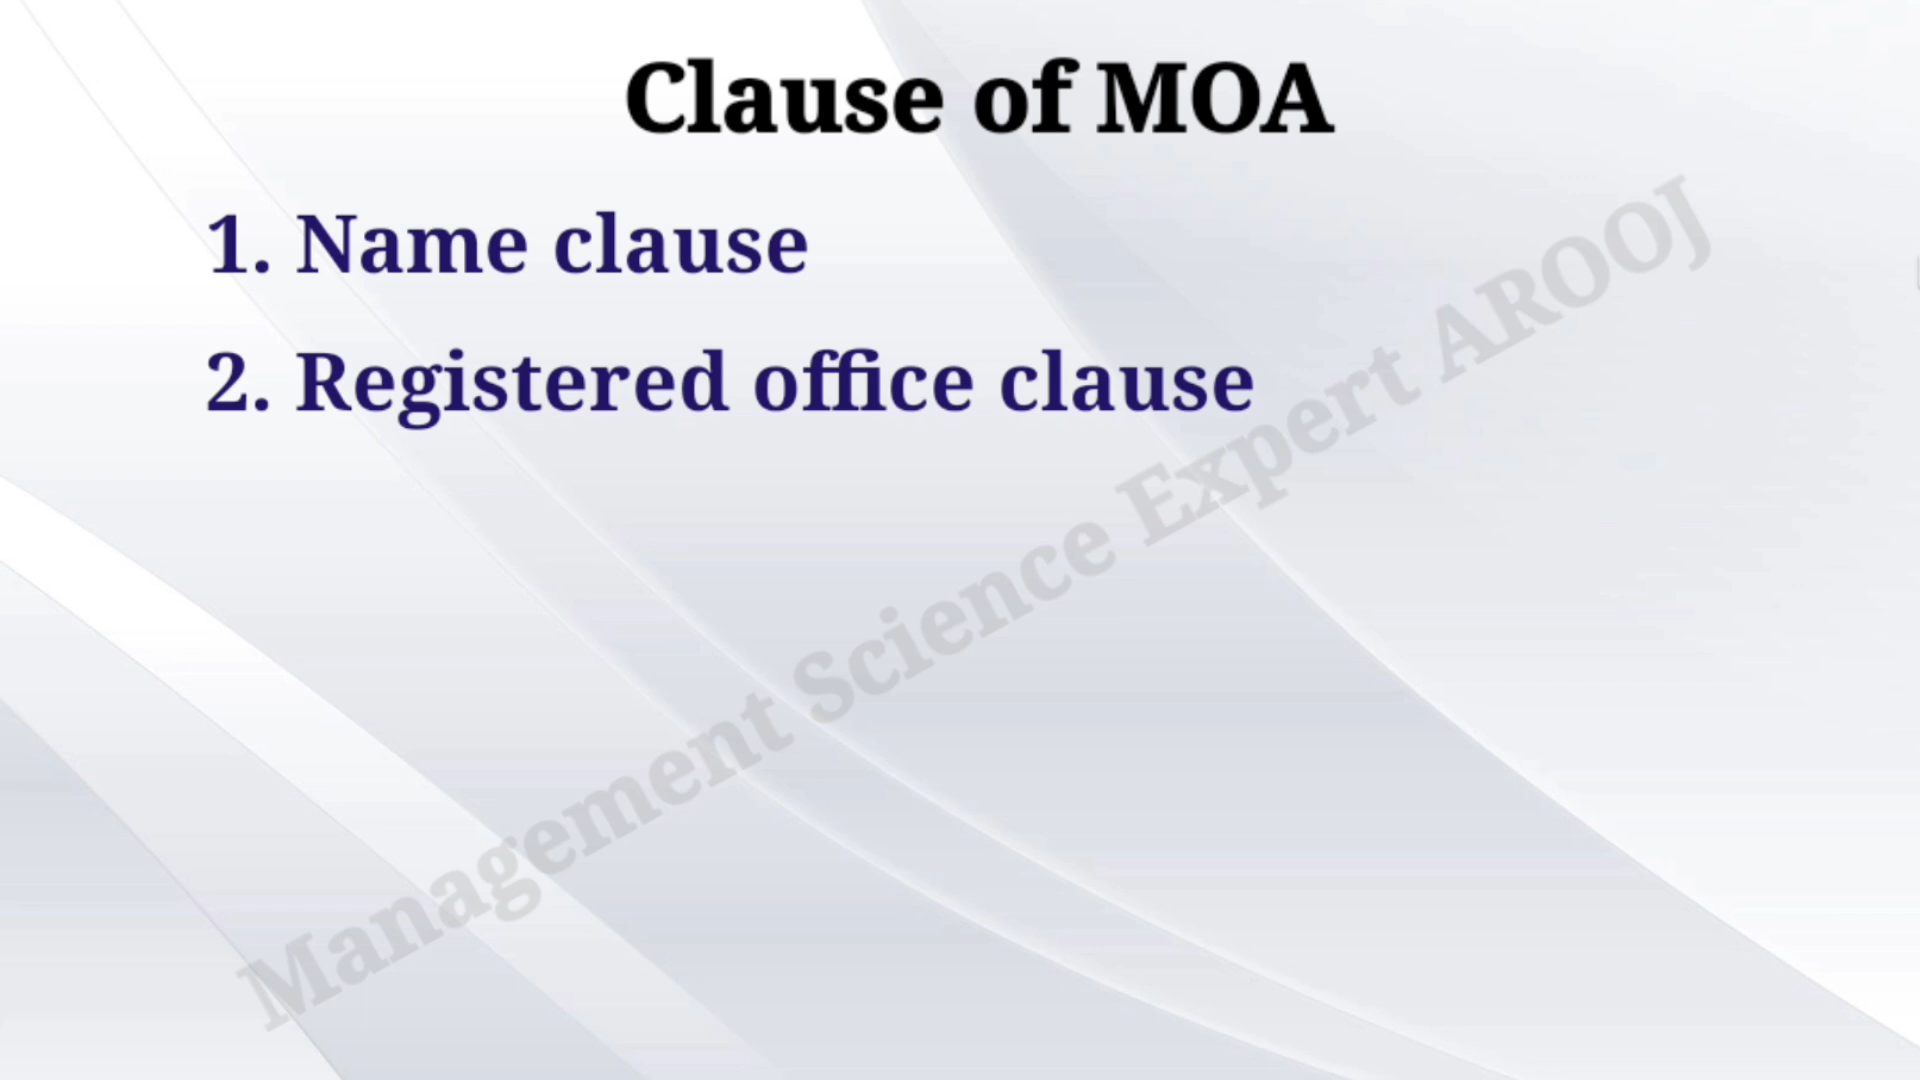 Clause of MOA
1. Name clause
2. Registered office clause
Management Science Expert AROOJ